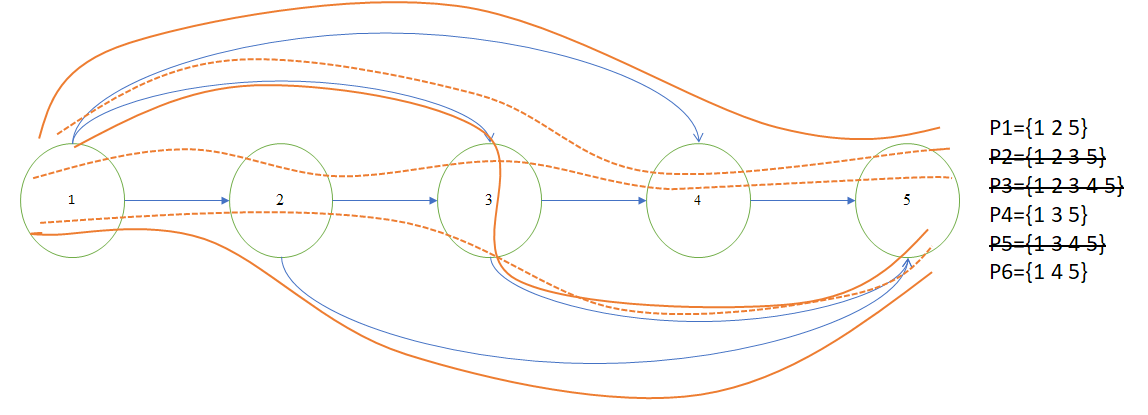 1 2 3 4 5
P1={1 2 5}
P2={1 2 3 5}
P3={1 2 3 4 5}
P4={1 3 5}
P5={1 3 4 5}
P6={1 4 5}